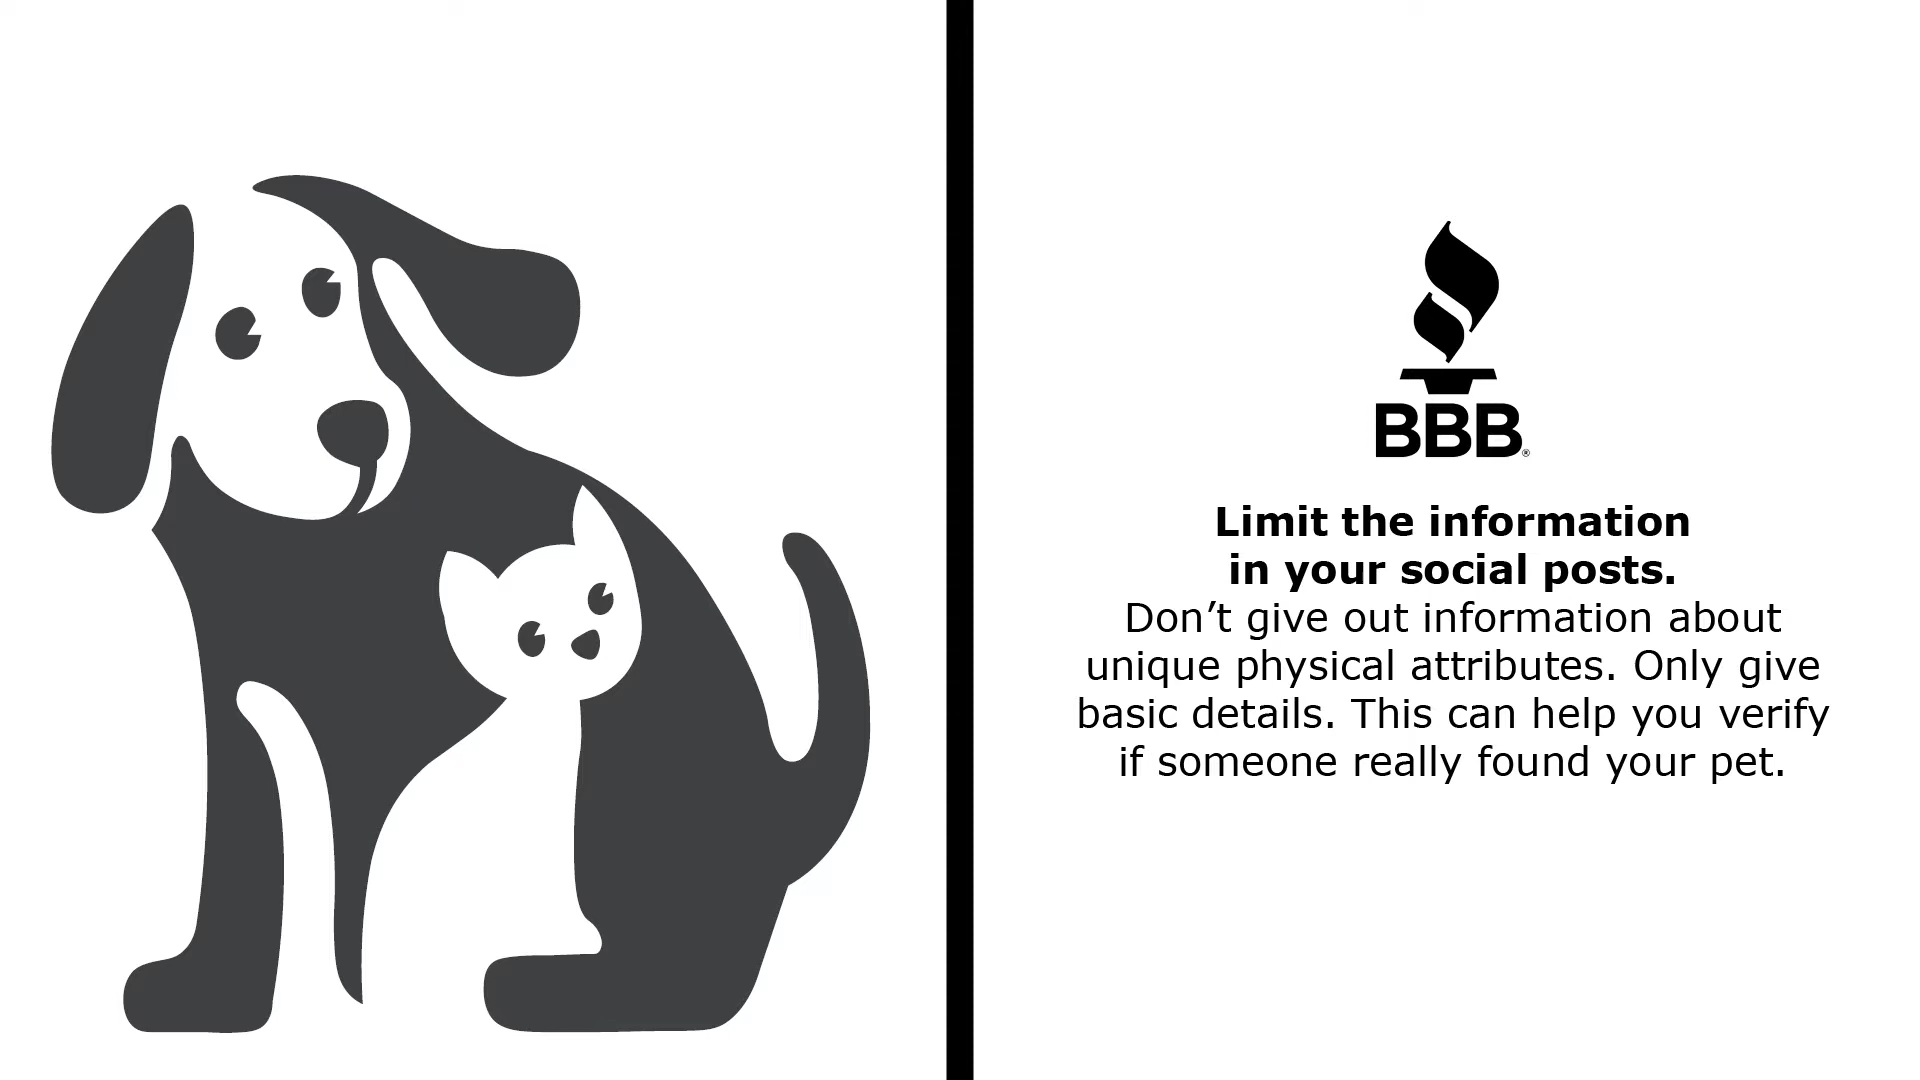 BBB®
Limit the information
in your social posts.
Don’t give out information about
unique physical attributes. Only give
basic details. This can help you verify
if someone really found your pet.